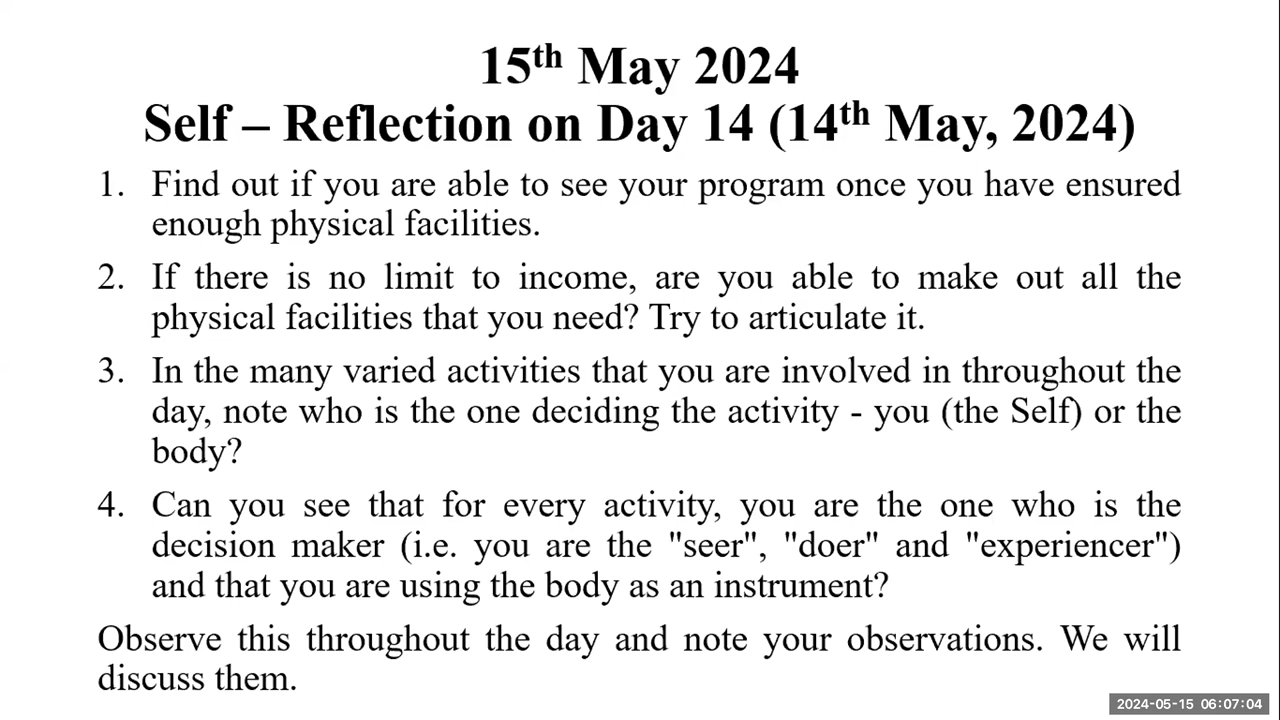 15th May 2024
Self – Reflection on Day 14 (14th May, 2024)
1. Find out if you are able to see your program once you have ensured
enough physical facilities.
2. If there is no limit to income, are you able to make out all the
physical facilities that you need? Try to articulate it.
3. In the many varied activities that you are involved in throughout the
day, note who is the one deciding the activity - you (the Self) or the
body?
4. Can you see that for every activity, you are the one who is the
decision maker (i.e. you are the "seer", "doer" and "experiencer")
and that you are using the body as an instrument?
Observe this throughout the day and note your observations. We will
discuss them.
2024-05-15 06:07:04